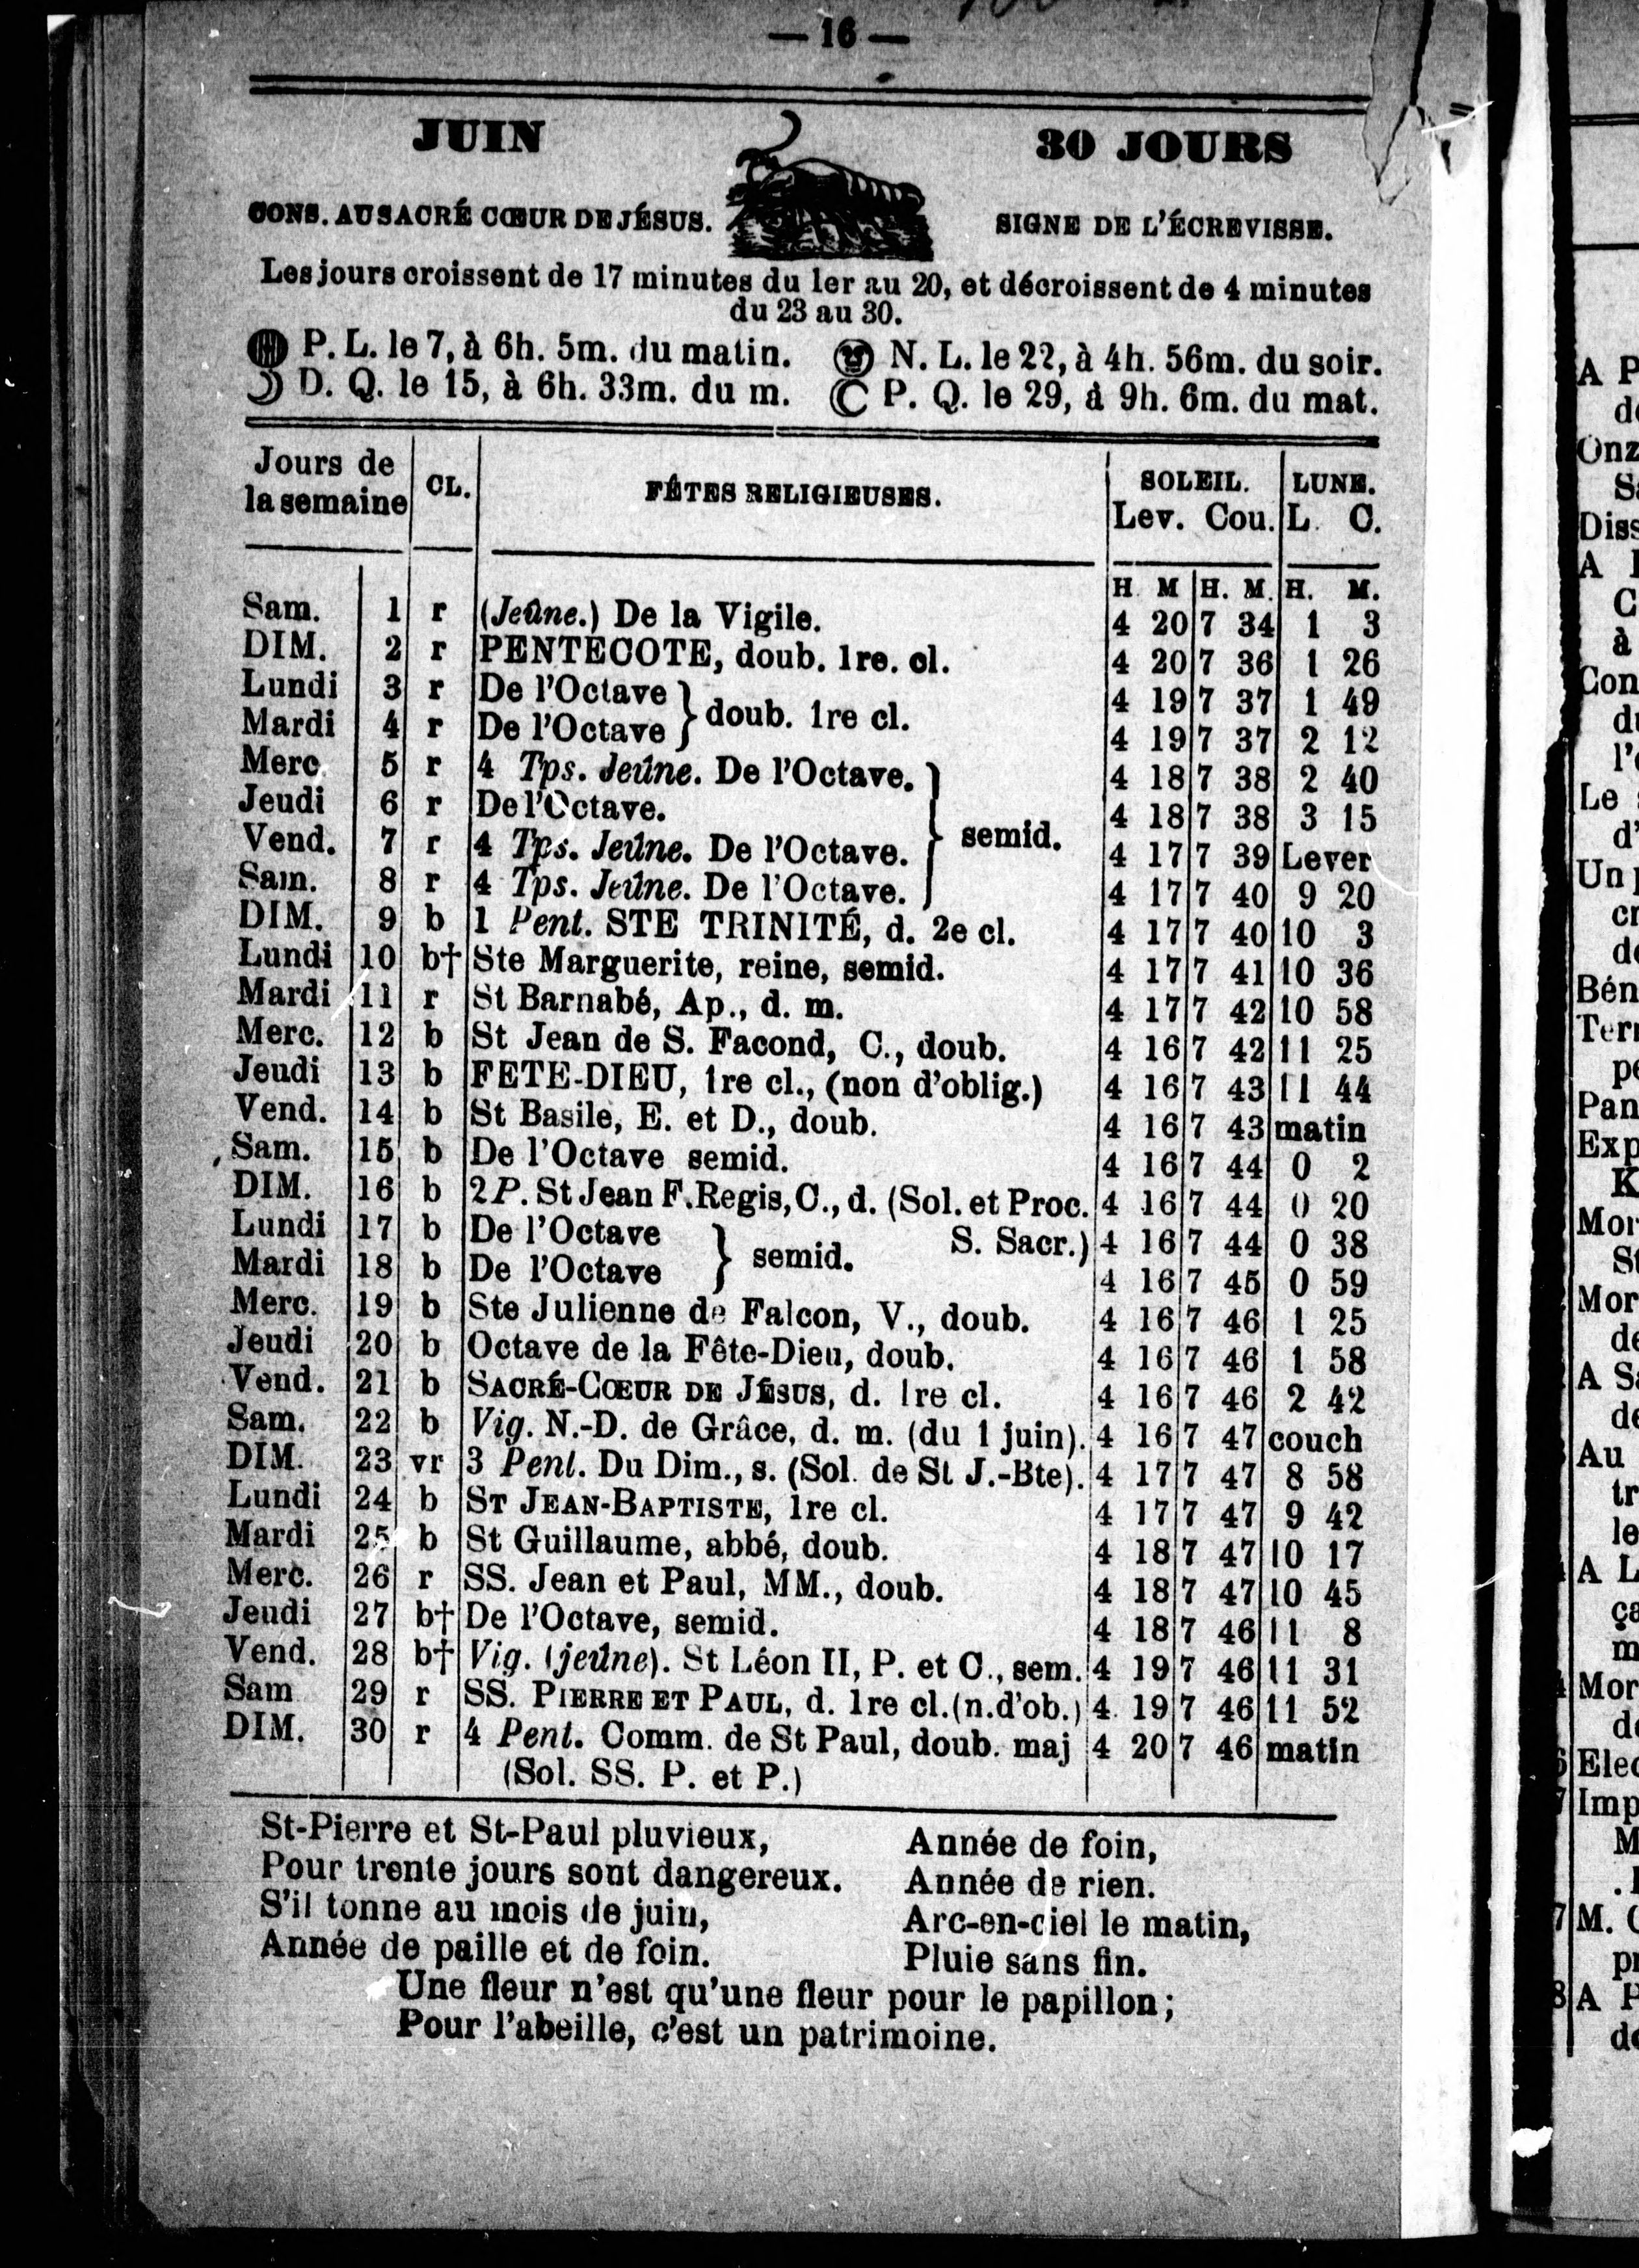 — 16 —
JUIN 30 JOURS
CONS. AU SACRÉ CŒUR DE JÉSUS. SIGNE DE L'ÉCREVISSE.
Les jours croissent de 17 minutes du 1er au 20, et décroissent de 4 minutes
du 23 au 30.
P. L. le 7, à 6h. 5m. du matin. N. L. le 22, à 4h. 56m. du soir.
D. Q. le 15, à 6h. 33m. du m. P. Q. le 29, à 9h. 6m. du mat.
Jours de la semaine CL. FÊTES RELIGIEUSES. SOLEIL. LUNE.
Lev. Cou. L. C.
H M H. M. H. M.
Sam. 1 r (Jeûne.) De la Vigile. 4 20 7 34 1 3
DIM. 2 r PENTECOTE, doub. 1re. cl. 4 20 7 36 1 26
Lundi 3 r De l'Octave } doub. 1re cl. 4 19 7 37 1 49
Mardi 4 r De l'Octave 4 19 7 37 2 12
Merc. 5 r 4 Tps. Jeûne. De l'Octave. 4 18 7 38 2 40
Jeudi 6 r De l'Octave. 4 18 7 38 3 15
Vend. 7 r 4 Tps. Jeûne. De l'Octave. } semid. 4 17 7 39 Lever
Sam. 8 r 4 Tps. Jeûne. De l'Octave. 4 17 7 40 9 20
DIM. 9 b 1 Pent. STE TRINITÉ, d. 2e cl. 4 17 7 40 10 3
Lundi 10 b† Ste Marguerite, reine, semid. 4 17 7 41 10 36
Mardi 11 r St Barnabé, Ap., d. m. 4 17 7 42 10 58
Merc. 12 b St Jean de S. Facond, C., doub. 4 16 7 42 11 25
Jeudi 13 b FETE-DIEU, 1re cl., (non d'oblig.) 4 16 7 43 11 44
Vend. 14 b St Basile, E. et D., doub. 4 16 7 43 matin
Sam. 15 b De l'Octave semid. 4 16 7 44 0 2
DIM. 16 b 2 P. St Jean F. Regis, C., d. (Sol. et Proc. 4 16 7 44 0 20
Lundi 17 b De l'Octave } semid. S. Sacr.) 4 16 7 44 0 38
Mardi 18 b De l'Octave 4 16 7 45 0 59
Merc. 19 b Ste Julienne de Falcon, V., doub. 4 16 7 46 1 25
Jeudi 20 b Octave de la Fête-Dieu, doub. 4 16 7 46 1 58
Vend. 21 b SACRÉ-CŒUR DE JÉSUS, d. 1re cl. 4 16 7 46 2 42
Sam. 22 b Vig. N.-D. de Grâce, d. m. (du 1 juin). 4 16 7 47 couch
DIM. 23 vr 3 Pent. Du Dim., s. (Sol. de St J.-Bte). 4 17 7 47 8 58
Lundi 24 b ST JEAN-BAPTISTE, 1re cl. 4 17 7 47 9 42
Mardi 25 b St Guillaume, abbé, doub. 4 18 7 47 10 17
Merc. 26 r SS. Jean et Paul, MM., doub. 4 18 7 47 10 45
Jeudi 27 b† De l'Octave, semid. 4 18 7 46 11 8
Vend. 28 b† Vig. (jeûne). St Léon II, P. et C., sem. 4 19 7 46 11 31
Sam 29 r SS. PIERRE ET PAUL, d. 1re cl. (n. d'ob.) 4 19 7 46 11 52
DIM. 30 r 4 Pent. Comm. de St Paul, doub. maj 4 20 7 46 matin
(Sol. SS. P. et P.)
St-Pierre et St-Paul pluvieux,
Pour trente jours sont dangereux.
S'il tonne au mois de juin,
Année de paille et de foin.
Année de foin,
Année de rien.
Arc-en-ciel le matin,
Pluie sans fin.
Une fleur n'est qu'une fleur pour le papillon;
Pour l'abeille, c'est un patrimoine.